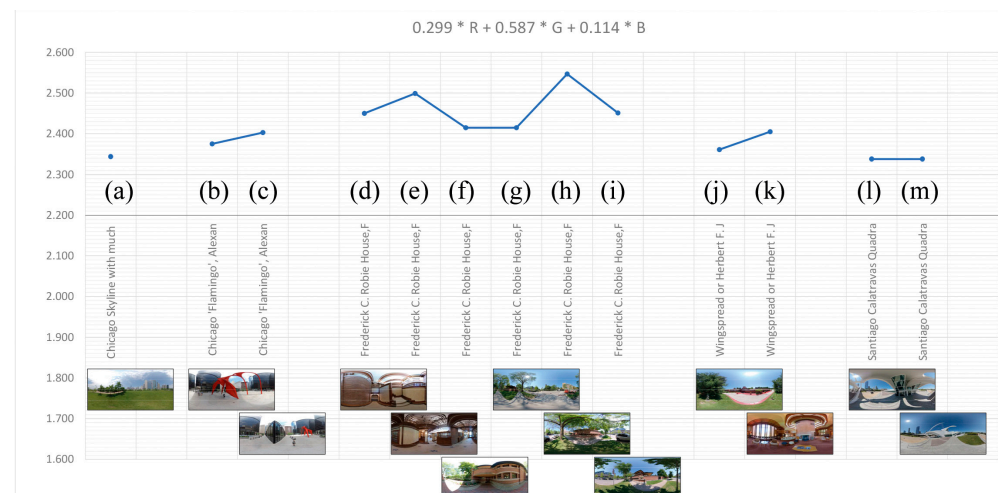 0.299 * R + 0.587 * G + 0.114 * B
2.600
2.500
2.400
2.300
2.200
2.100
2.000
1.900
1.800
1.700
1.600
(a) (b) (c) (d) (e) (f) (g) (h) (i) (j) (k) (l) (m)
Chicago Skyline with much
Chicago 'Flamingo', Alexan
Chicago 'Flamingo', Alexan
Frederick C. Robie House,F
Frederick C. Robie House,F
Frederick C. Robie House,F
Frederick C. Robie House,F
Frederick C. Robie House,F
Frederick C. Robie House,F
Wingspread or Herbert F. J
Wingspread or Herbert F. J
Santiago Calatravas Quadra
Santiago Calatravas Quadra